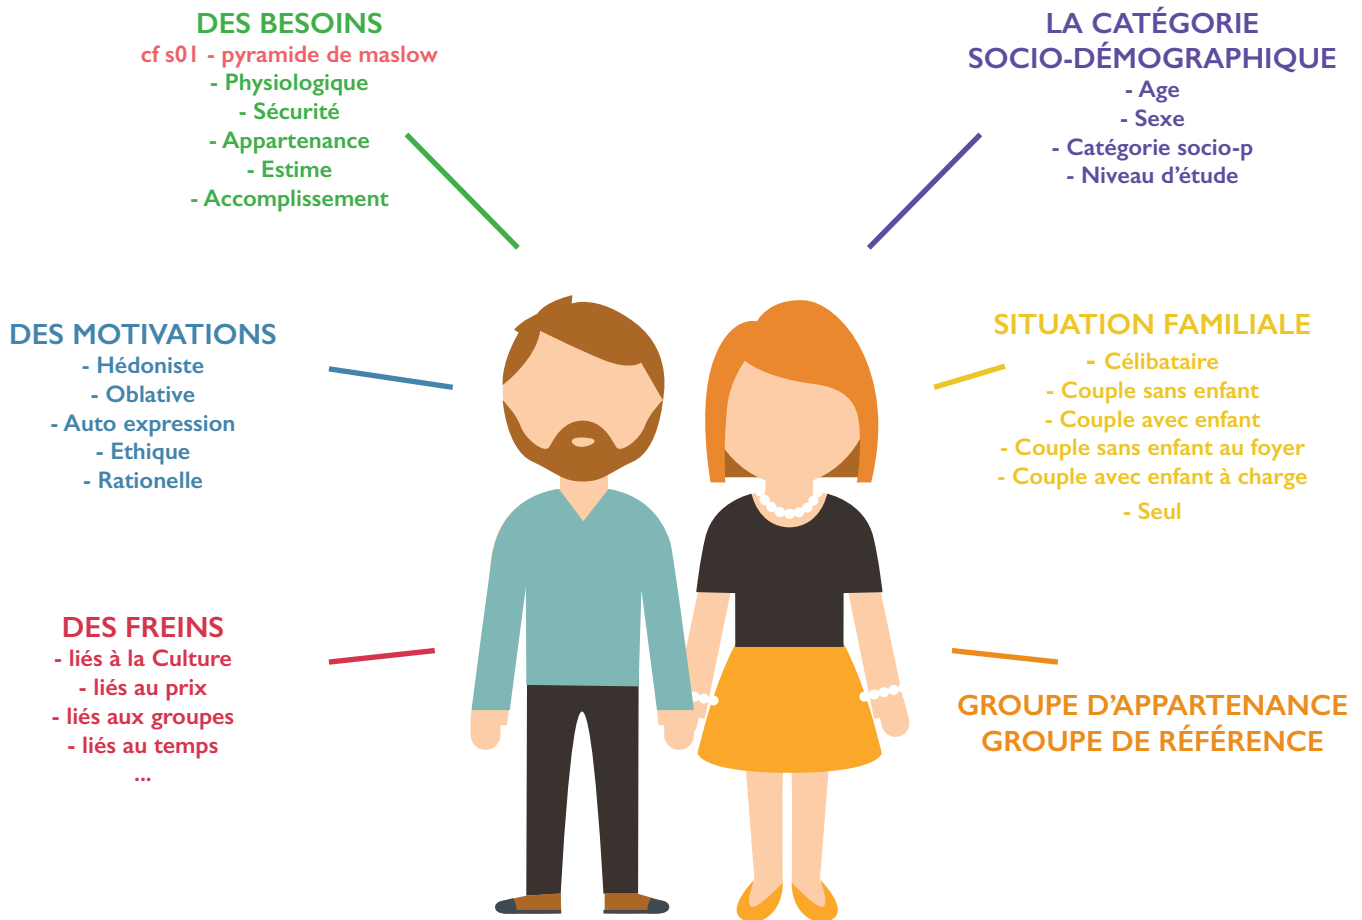 DES BESOINS
cf s01 - pyramide de maslow
- Physiologique
- Sécurité
- Appartenance
- Estime
- Accomplissement
DES MOTIVATIONS
- Hédoniste
- Oblative
- Auto expression
- Ethique
- Rationelle
DES FREINS
- liés à la Culture
- liés au prix
- liés aux groupes
- liés au temps
...
LA CATÉGORIE
SOCIO-DÉMOGRAPHIQUE
- Age
- Sexe
- Catégorie socio-p
- Niveau d’étude
SITUATION FAMILIALE
- Célibataire
- Couple sans enfant
- Couple avec enfant
- Couple sans enfant au foyer
- Couple avec enfant à charge
- Seul
GROUPE D’APPARTENANCE
GROUPE DE RÉFÉRENCE